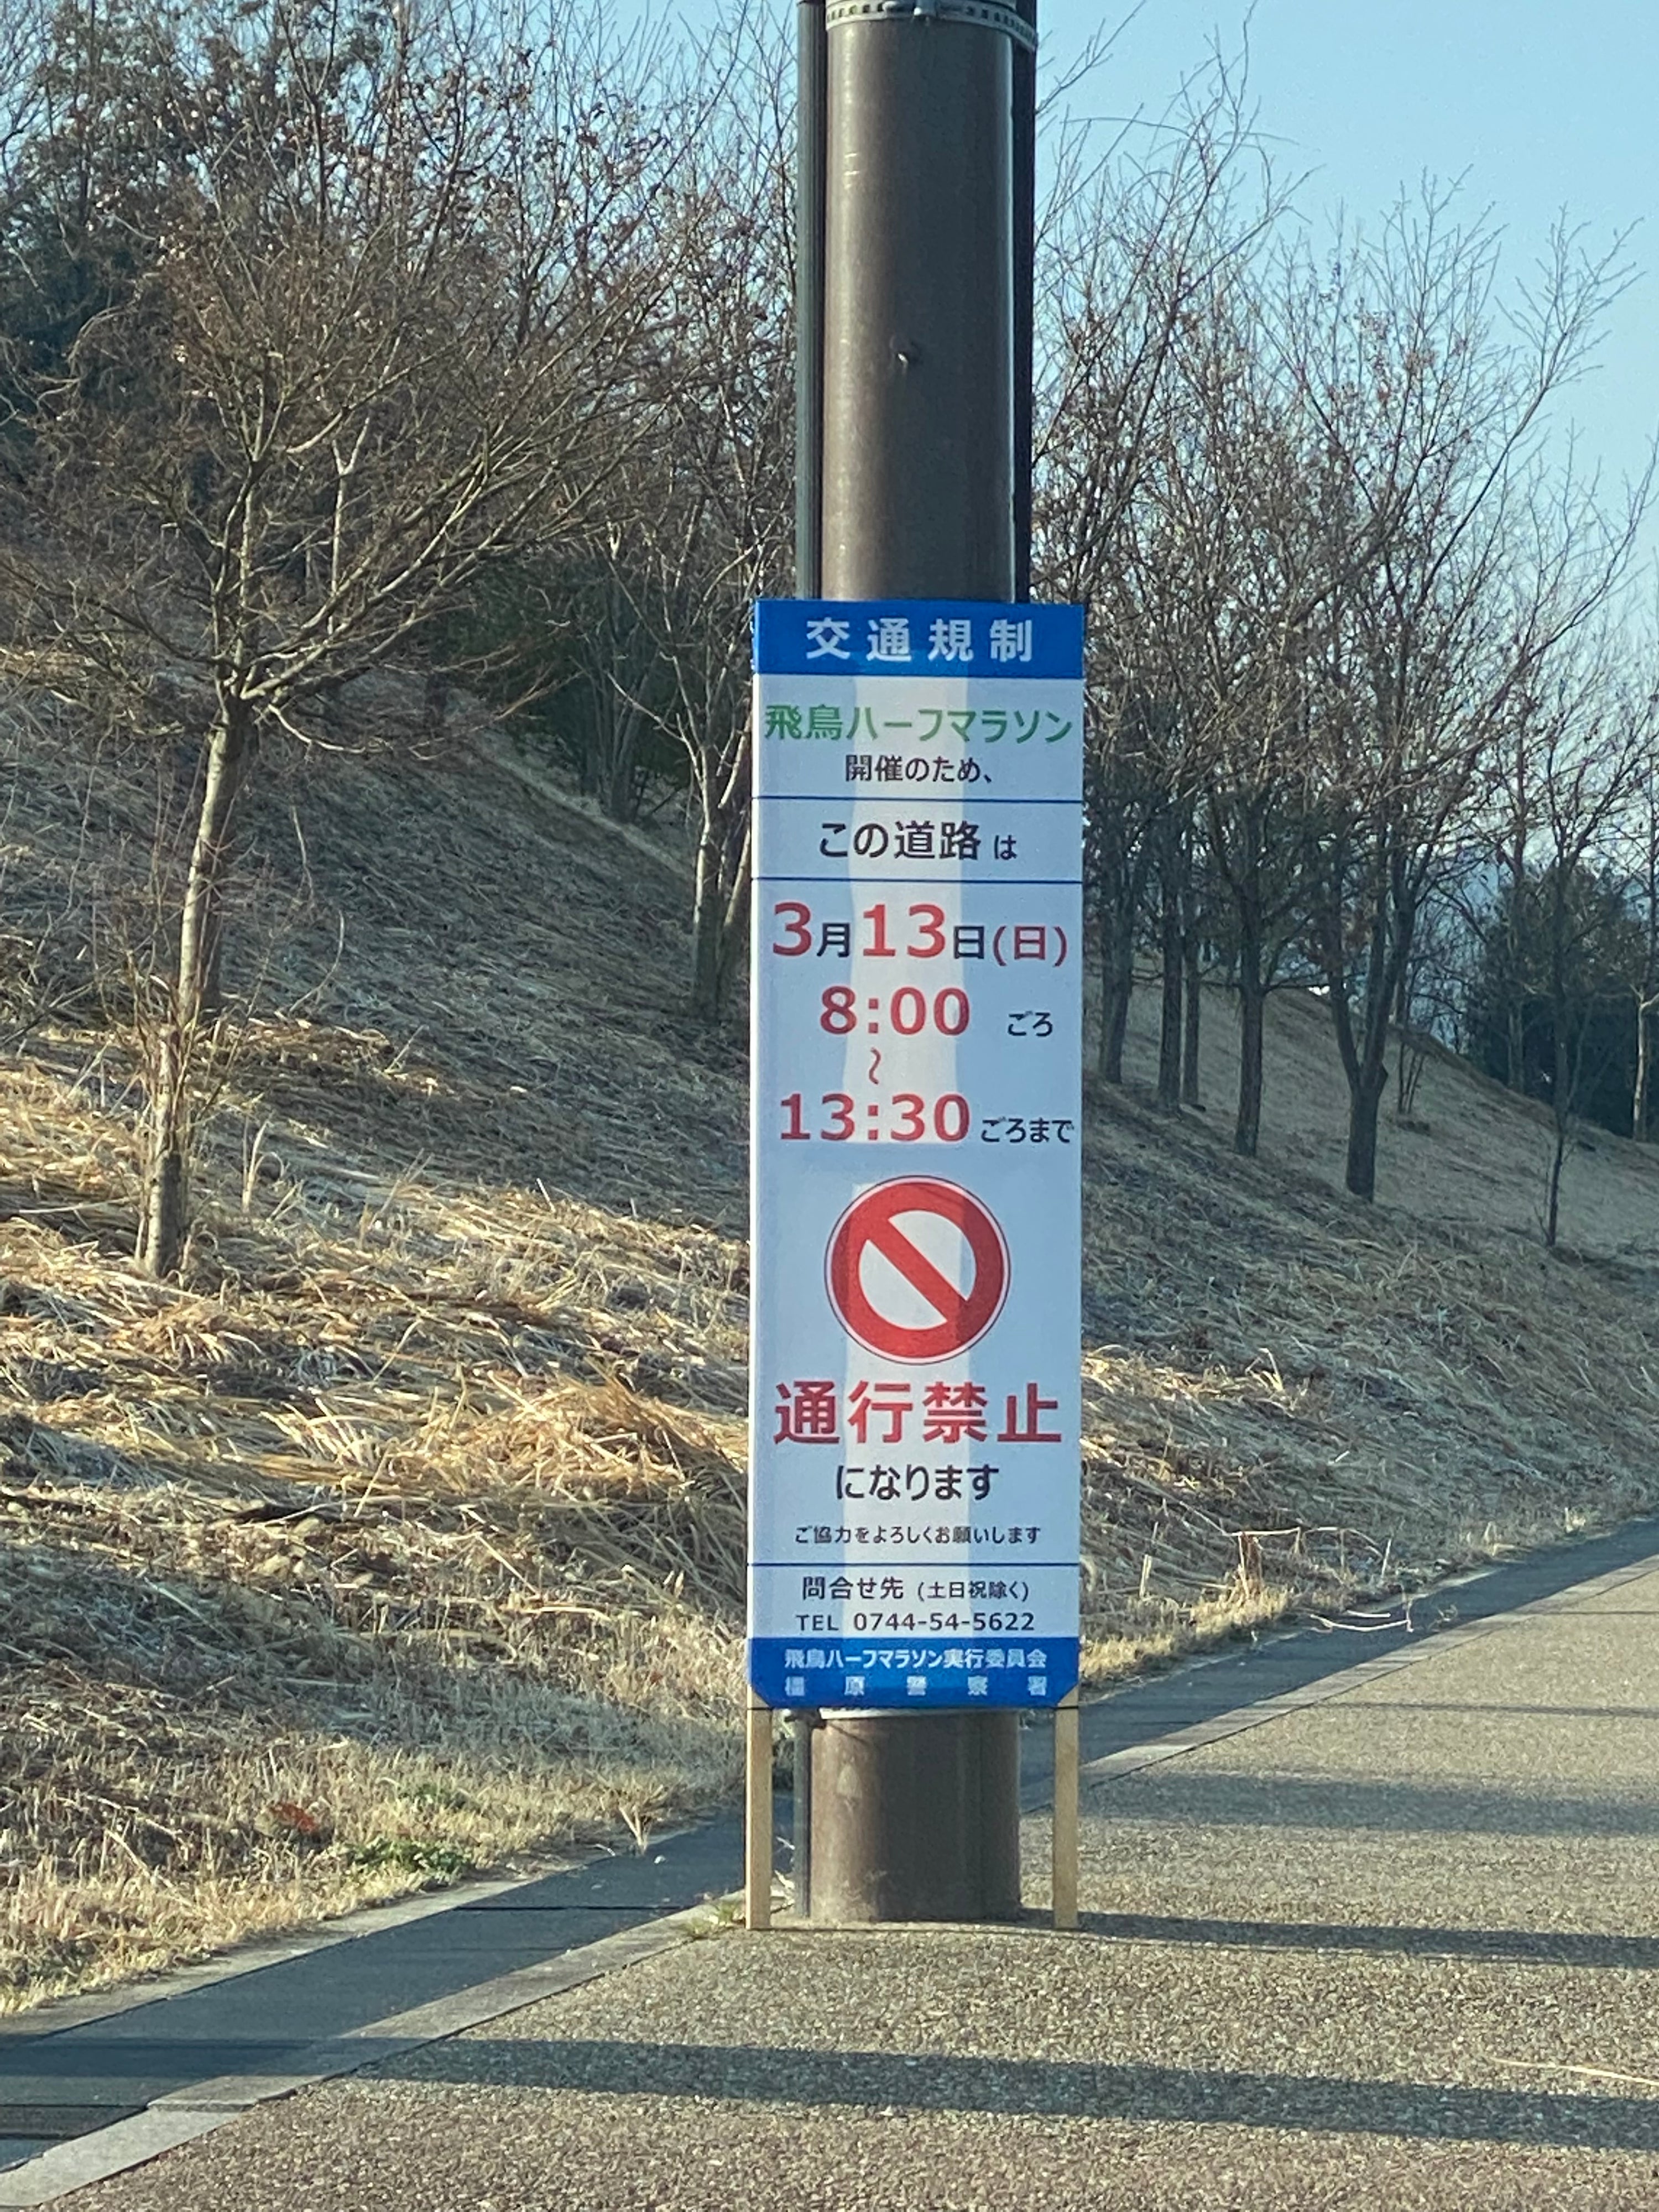 交通規制
飛鳥ハーフマラソン
開催のため、
この道路は
3月13日(日)
8:00 ごろ
〜
13:30ごろまで
通行禁止
になります
ご協力をよろしくお願いします
問合せ先 (土日祝除く)
TEL 0744-54-5622
飛鳥ハーフマラソン実行委員会
橿原警察署